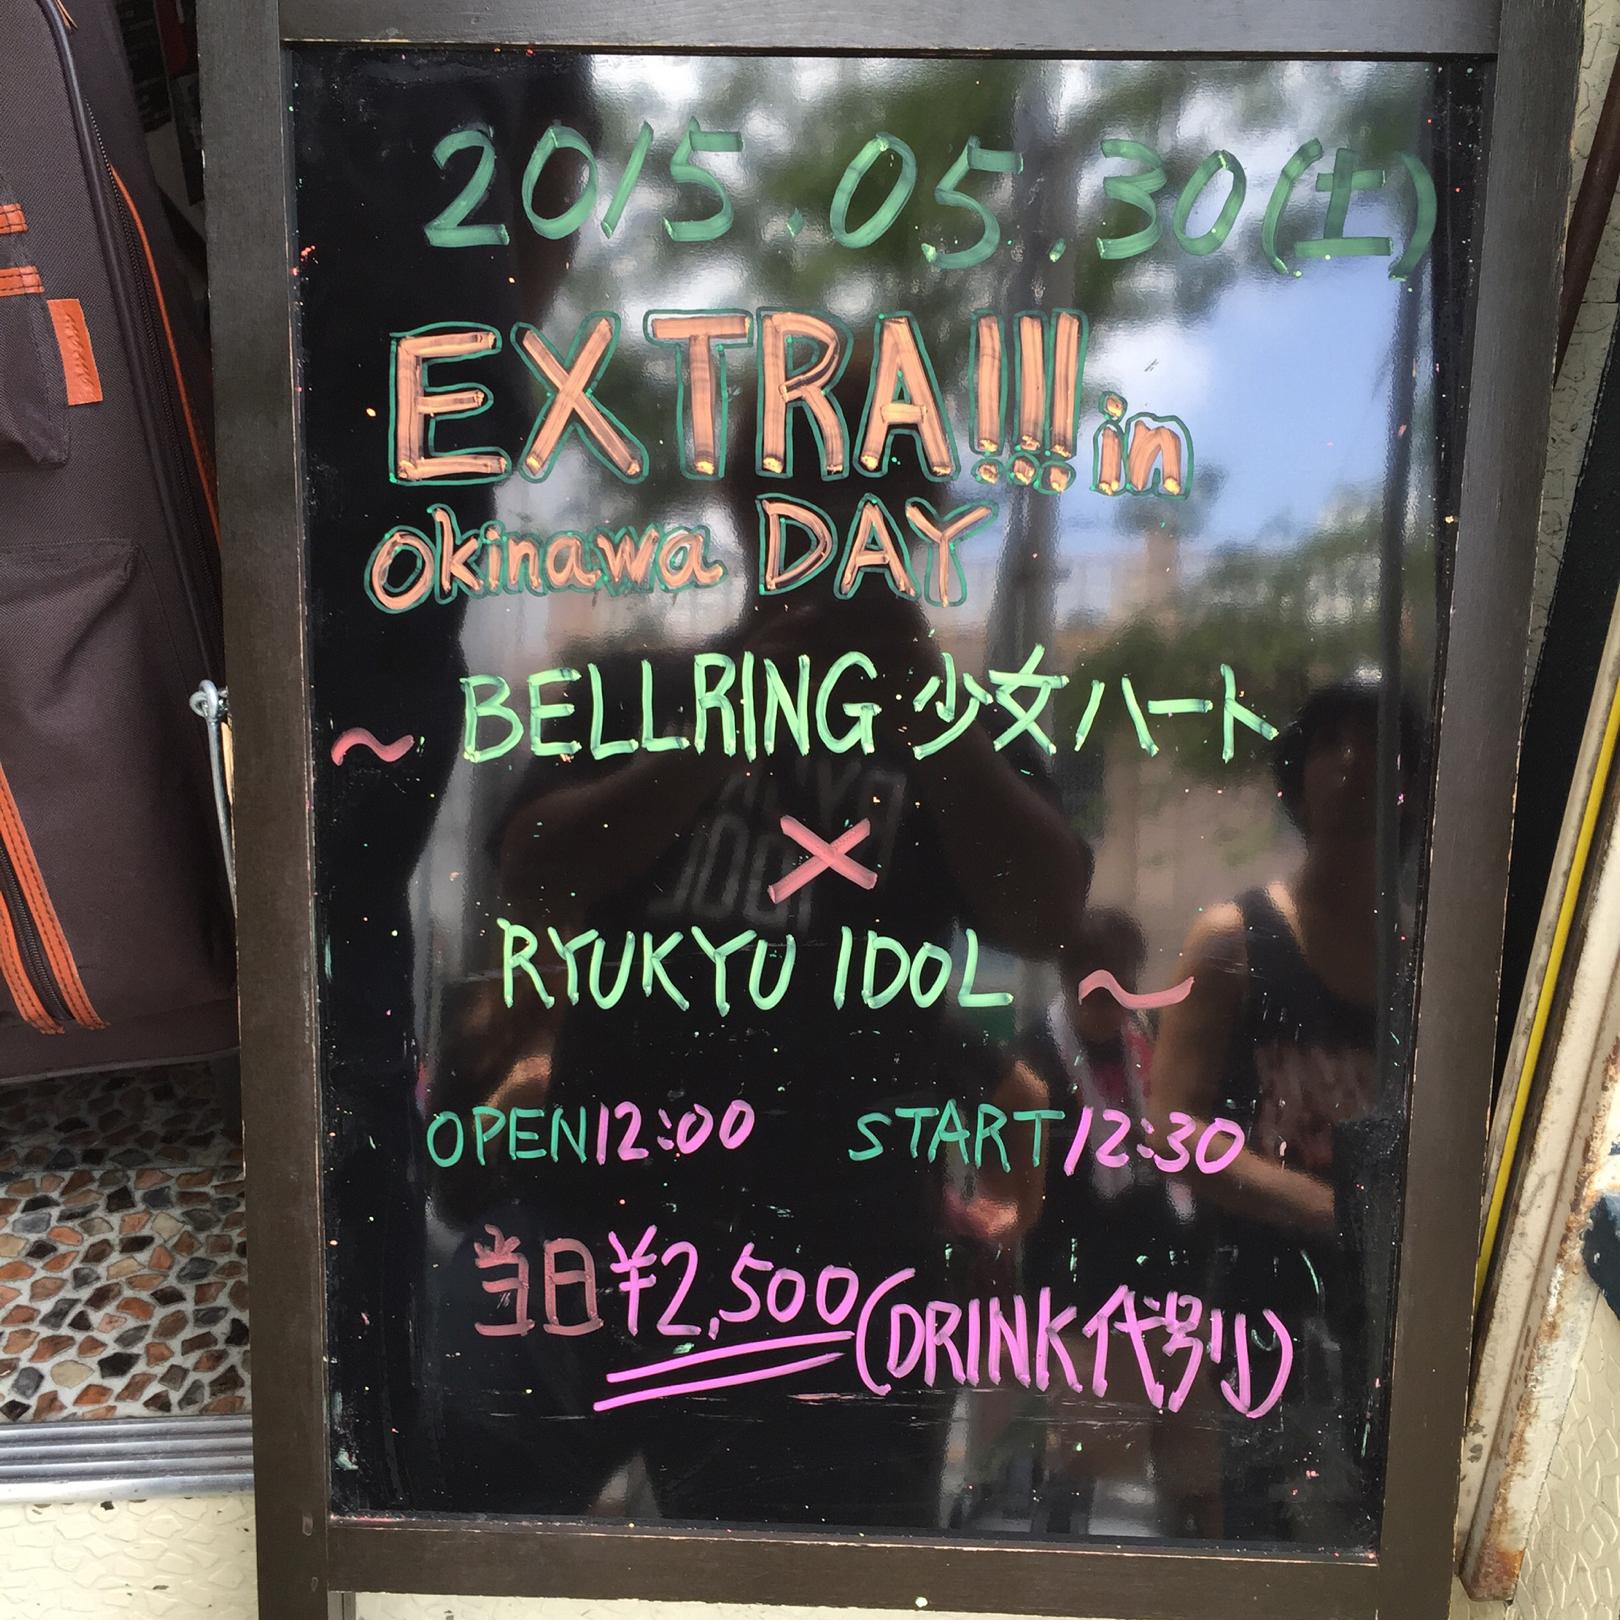 2015.05.30(土)
EXTRA!!! in
Okinawa DAY
~ BELLRING 少女ハート
×
RYUKYU IDOL ~
OPEN12:00 START12:30
当日¥2,500(DRINK代別)